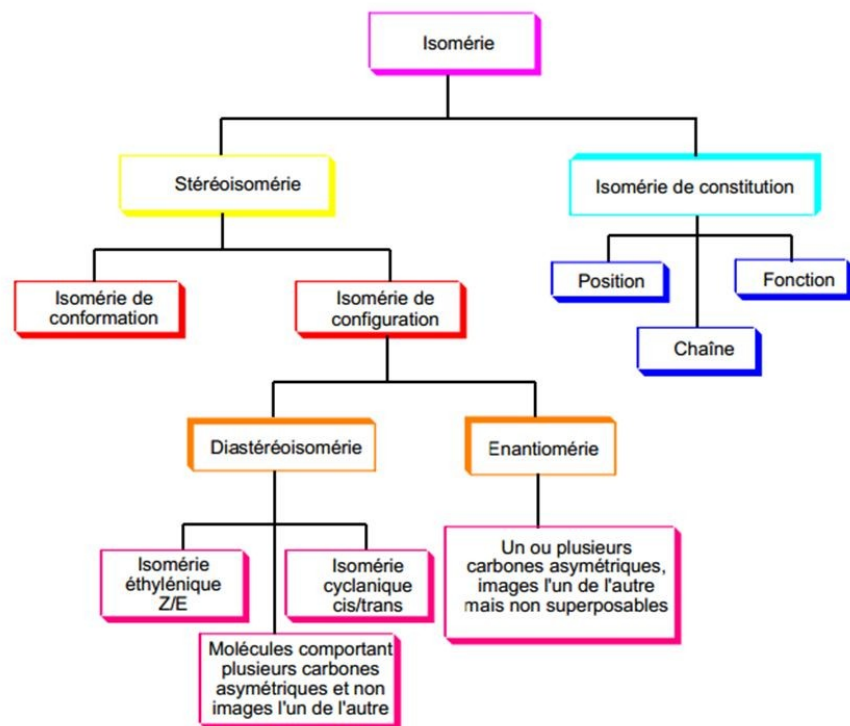 Isomérie
Stéréoisomérie
Isomérie de constitution
Position
Fonction
Isomérie de
conformation
Isomérie de
configuration
Chaîne
Diastéréoisomérie
Enantiomérie
Isomérie
éthylénique
Z/E
Isomérie
cyclanique
cis/trans
Un ou plusieurs
carbones asymétriques,
images l'un de l'autre
mais non superposables
Molécules comportant
plusieurs carbones
asymétriques et non
images l'un de l'autre